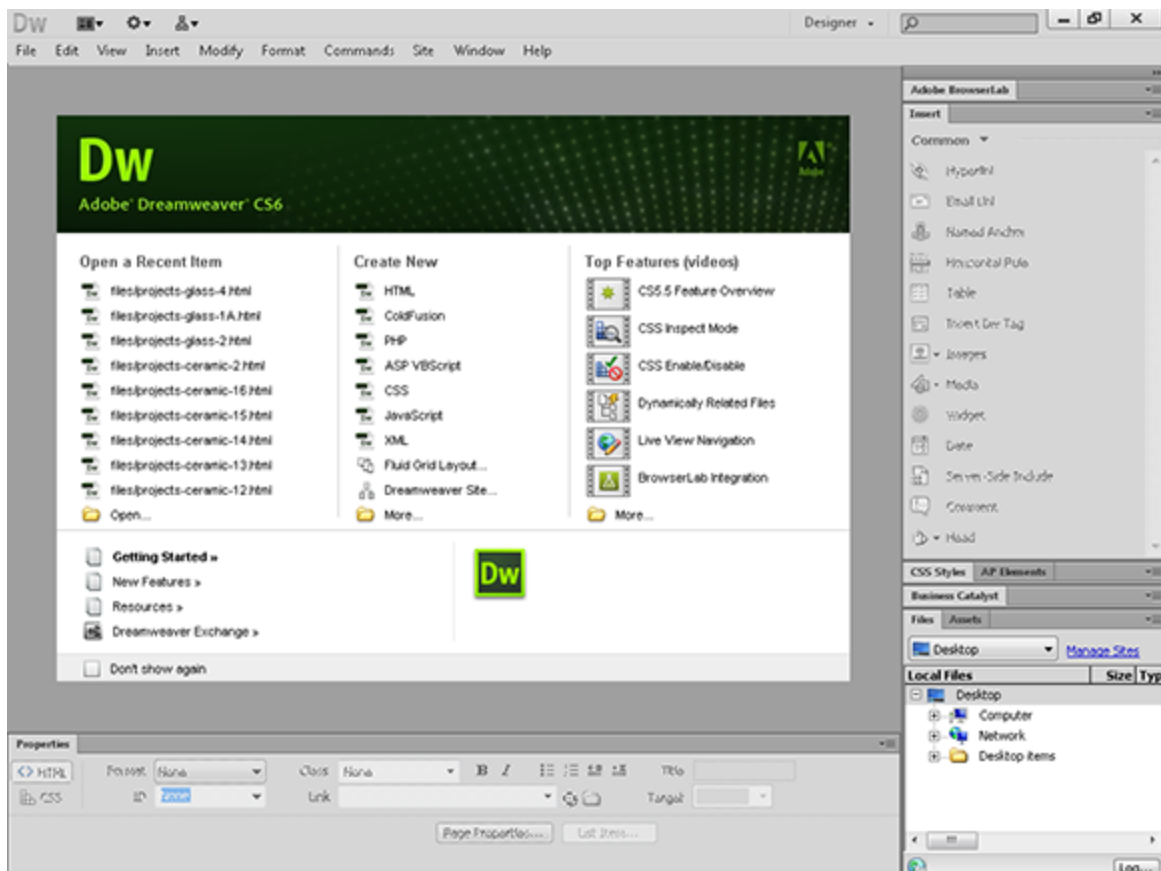 Dw
Designer
File Edit View Insert Modify Format Commands Site Window Help
Dw
Adobe® Dreamweaver® CS6
Adobe
Open a Recent Item
files/projects-glass-4.html
files/projects-glass-1A.html
files/projects-glass-2.html
files/projects-ceramic-2.html
files/projects-ceramic-16.html
files/projects-ceramic-15.html
files/projects-ceramic-14.html
files/projects-ceramic-13.html
files/projects-ceramic-12.html
Open...
Create New
HTML
ColdFusion
PHP
ASP VBScript
CSS
JavaScript
XML
Fluid Grid Layout...
Dreamweaver Site...
More...
Top Features (videos)
CS5.5 Feature Overview
CSS Inspect Mode
CSS Enable/Disable
Dynamically Related Files
Live View Navigation
BrowserLab Integration
More...
Getting Started »
New Features »
Resources »
Dreamweaver Exchange »
Dw
Don't show again
Adobe BrowserLab
Insert
Common
Hyperlink
Email Link
Named Anchor
Horizontal Rule
Table
Insert Div Tag
Images
Media
Widget
Date
Server-Side Include
Comment
Head
CSS Styles AP Elements
Business Catalyst
Files Assets
Desktop Manage Sites
Local Files Size Typ
Desktop
Computer
Network
Desktop items
Log...
Properties
<> HTML Format None Class None B I Title
CSS ID None Link Target
Page Properties... List Item...